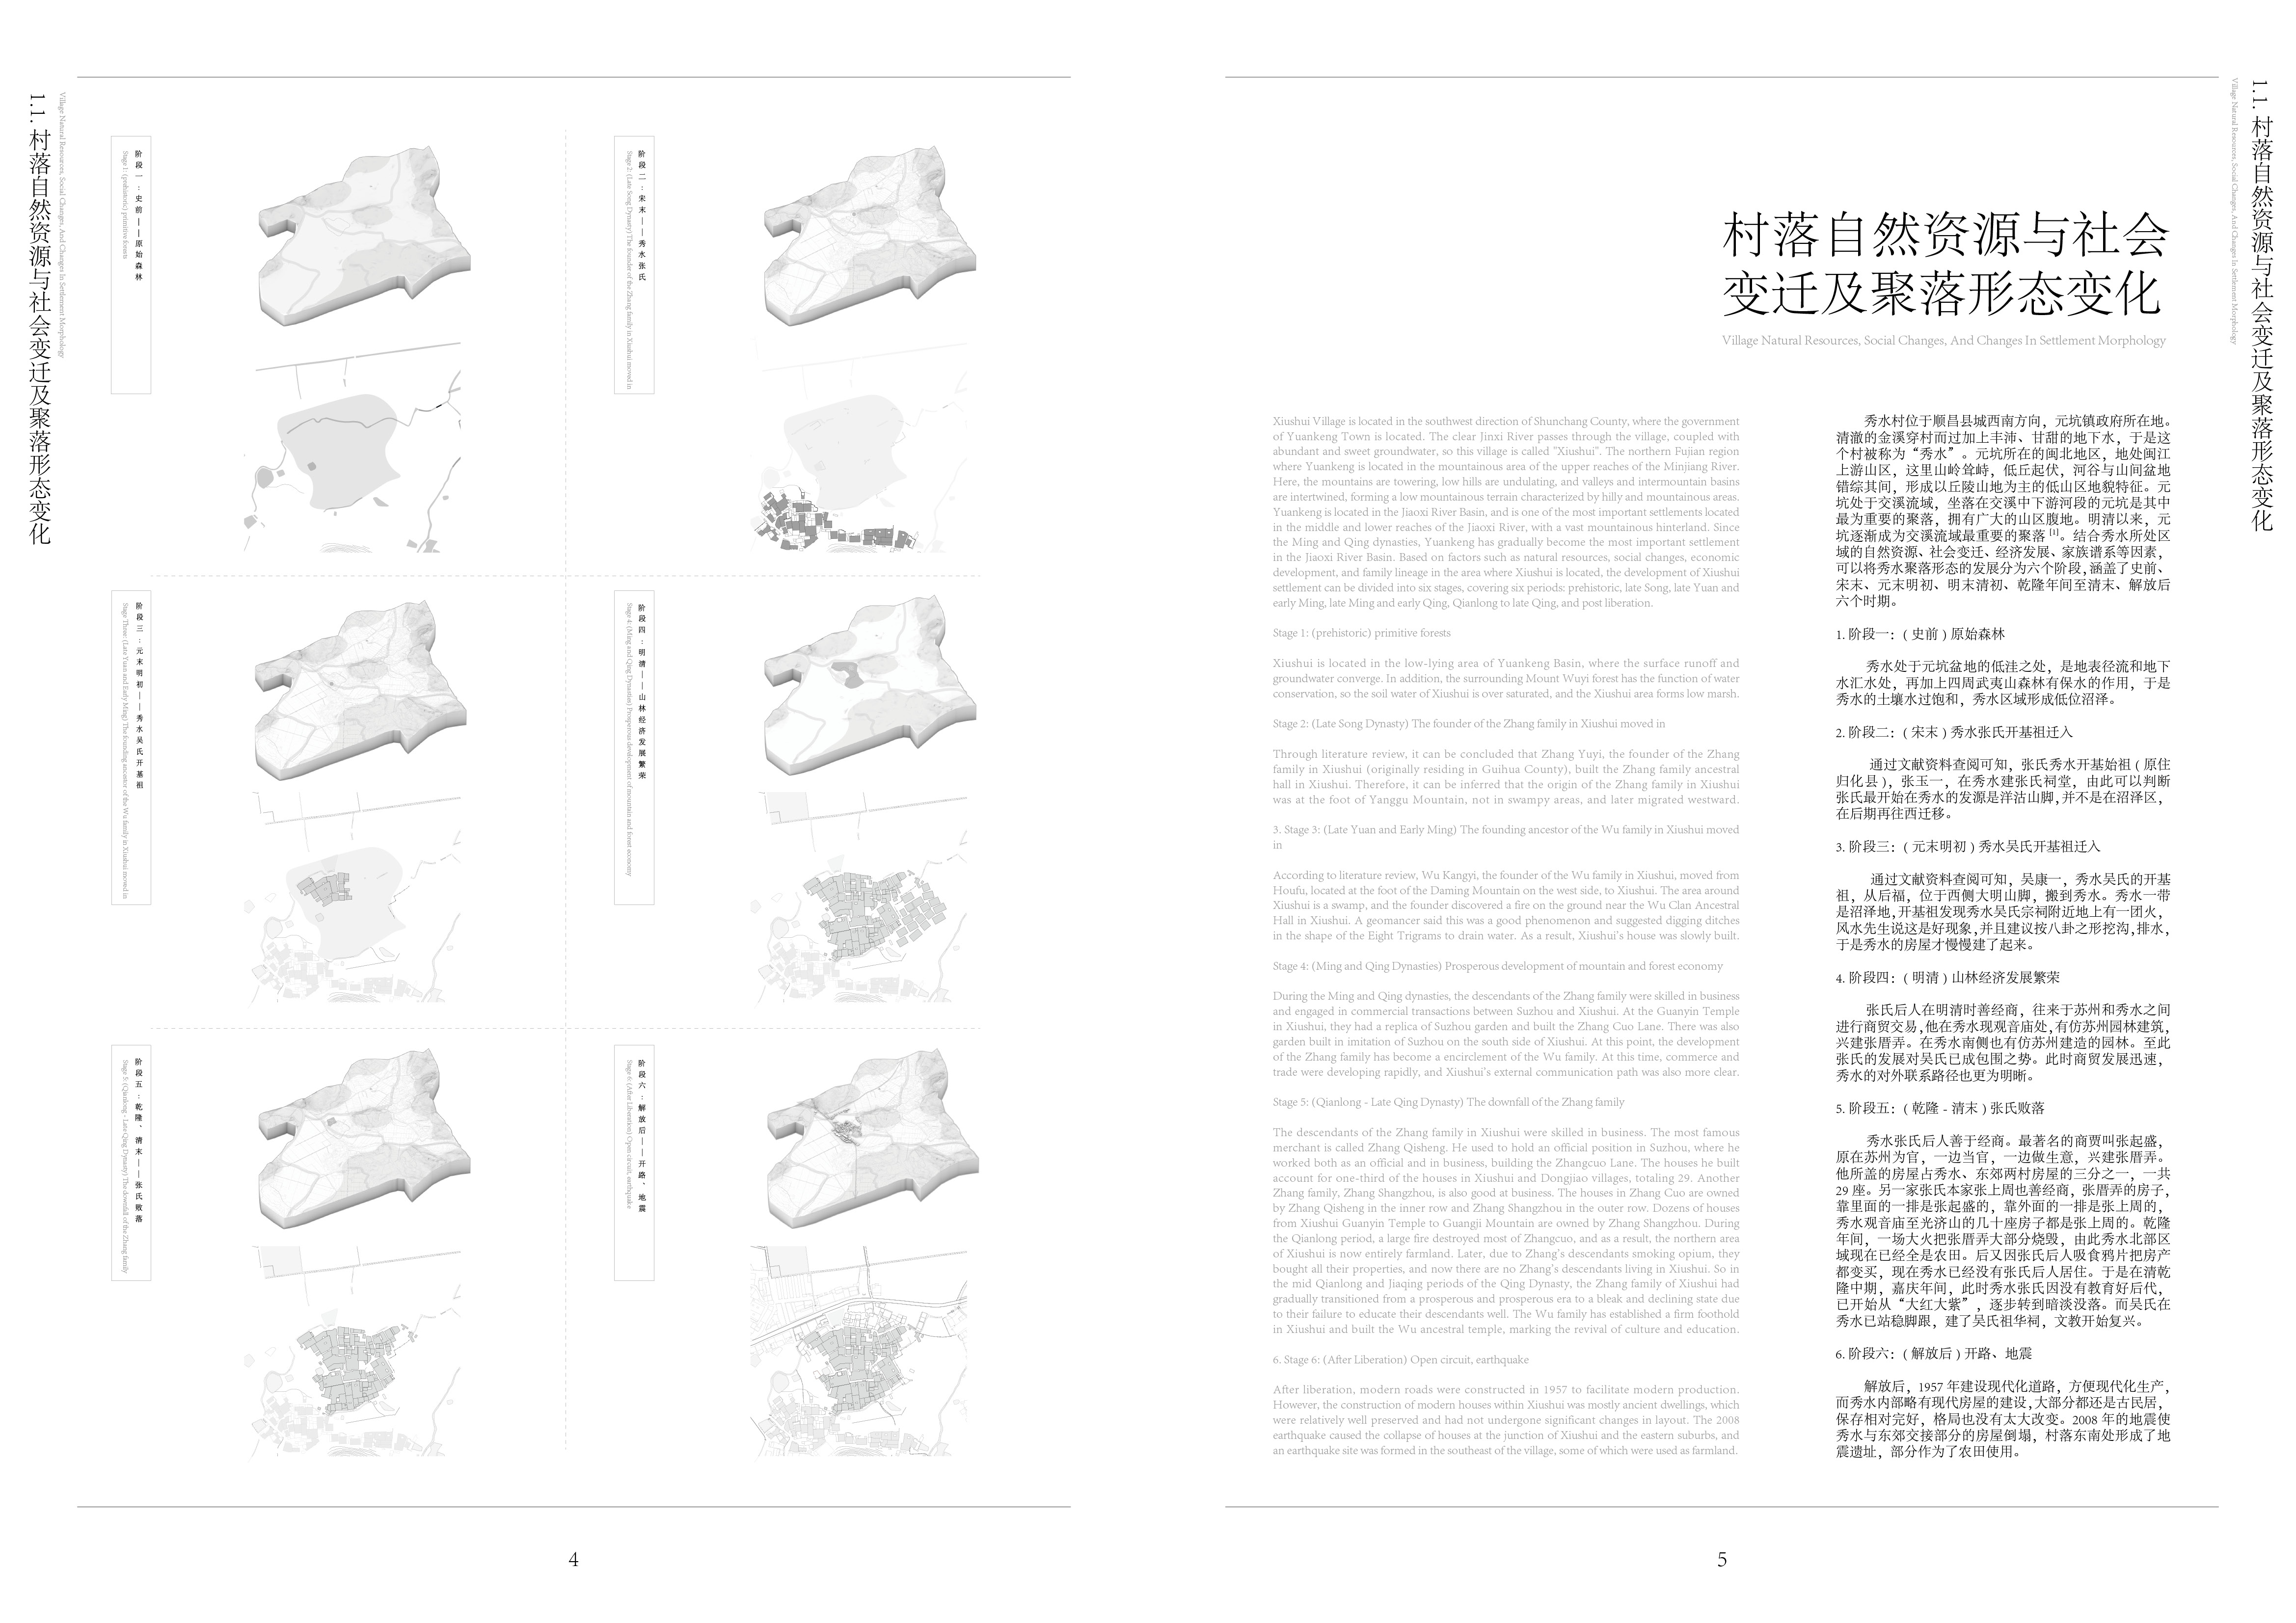 1.1. 村落自然资源与社会变迁及聚落形态变化
Village Natural Resources, Social Changes, And Changes In Settlement Morphology
阶段一：史前——原始森林
Stage 1: (prehistoric) primitive forests
阶段二：宋末——秀水张氏
Stage 2: (Late Song Dynasty) The founder of the Zhang family in Xiushui moved in
阶段三：元末明初——秀水吴氏开基祖
Stage Three: (Late Yuan and Early Ming) The founding ancestor of the Wu family in Xiushui moved in
阶段四：明清——山林经济发展繁荣
Stage 4: (Ming and Qing Dynasties) Prosperous development of mountain and forest economy
阶段五：乾隆、清末——张氏败落
Stage 5: (Qianlong - Late Qing Dynasty) The downfall of the Zhang family
阶段六：解放后——开路、地震
Stage 6: (After Liberation) Open circuit, earthquake
4
村落自然资源与社会
变迁及聚落形态变化
Village Natural Resources, Social Changes, And Changes In Settlement Morphology
Xiushui Village is located in the southwest direction of Shunchang County, where the government
of Yuankeng Town is located. The clear Jinxi River passes through the village, coupled with
abundant and sweet groundwater, so this village is called "Xiushui". The northern Fujian region
where Yuankeng is located in the mountainous area of the upper reaches of the Minjiang River.
Here, the mountains are towering, low hills are undulating, and valleys and intermountain basins
are intertwined, forming a low mountainous terrain characterized by hilly and mountainous areas.
Yuankeng is located in the Jiaoxi River Basin, and is one of the most important settlements located
in the middle and lower reaches of the Jiaoxi River, with a vast mountainous hinterland. Since
the Ming and Qing dynasties, Yuankeng has gradually become the most important settlement
in the Jiaoxi River Basin. Based on factors such as natural resources, social changes, economic
development, and family lineage in the area where Xiushui is located, the development of Xiushui
settlement can be divided into six stages, covering six periods: prehistoric, late Song, late Yuan and
early Ming, late Ming and early Qing, Qianlong to late Qing, and post liberation.
Stage 1: (prehistoric) primitive forests
Xiushui is located in the low-lying area of Yuankeng Basin, where the surface runoff and
groundwater converge. In addition, the surrounding Mount Wuyi forest has the function of water
conservation, so the soil water of Xiushui is over saturated, and the Xiushui area forms low marsh.
Stage 2: (Late Song Dynasty) The founder of the Zhang family in Xiushui moved in
Through literature review, it can be concluded that Zhang Yuyi, the founder of the Zhang
family in Xiushui (originally residing in Guihua County), built the Zhang family ancestral
hall in Xiushui. Therefore, it can be inferred that the origin of the Zhang family in Xiushui
was at the foot of Yanggu Mountain, not in swampy areas, and later migrated westward.
3. Stage 3: (Late Yuan and Early Ming) The founding ancestor of the Wu family in Xiushui moved
in
According to literature review, Wu Kangyi, the founder of the Wu family in Xiushui, moved from
Houfu, located at the foot of the Daming Mountain on the west side, to Xiushui. The area around
Xiushui is a swamp, and the founder discovered a fire on the ground near the Wu Clan Ancestral
Hall in Xiushui. A geomancer said this was a good phenomenon and suggested digging ditches
in the shape of the Eight Trigrams to drain water. As a result, Xiushui's house was slowly built.
Stage 4: (Ming and Qing Dynasties) Prosperous development of mountain and forest economy
During the Ming and Qing dynasties, the descendants of the Zhang family were skilled in business
and engaged in commercial transactions between Suzhou and Xiushui. At the Guanyin Temple
in Xiushui, they had a replica of Suzhou garden and built the Zhang Cuo Lane. There was also
garden built in imitation of Suzhou on the south side of Xiushui. At this point, the development
of the Zhang family has become a encirclement of the Wu family. At this time, commerce and
trade were developing rapidly, and Xiushui's external communication path was also more clear.
Stage 5: (Qianlong - Late Qing Dynasty) The downfall of the Zhang family
The descendants of the Zhang family in Xiushui were skilled in business. The most famous
merchant is called Zhang Qisheng. He used to hold an official position in Suzhou, where he
worked both as an official and in business, building the Zhangcuo Lane. The houses he built
account for one-third of the houses in Xiushui and Dongjiao villages, totaling 29. Another
Zhang family, Zhang Shangzhou, is also good at business. The houses in Zhang Cuo are owned
by Zhang Qisheng in the inner row and Zhang Shangzhou in the outer row. Dozens of houses
from Xiushui Guanyin Temple to Guangji Mountain are owned by Zhang Shangzhou. During
the Qianlong period, a large fire destroyed most of Zhangcuo, and as a result, the northern area
of Xiushui is now entirely farmland. Later, due to Zhang's descendants smoking opium, they
bought all their properties, and now there are no Zhang's descendants living in Xiushui. So in
the mid Qianlong and Jiaqing periods of the Qing Dynasty, the Zhang family of Xiushui had
gradually transitioned from a prosperous and prosperous era to a bleak and declining state due
to their failure to educate their descendants well. The Wu family has established a firm foothold
in Xiushui and built the Wu ancestral temple, marking the revival of culture and education.
6. Stage 6: (After Liberation) Open circuit, earthquake
After liberation, modern roads were constructed in 1957 to facilitate modern production.
However, the construction of modern houses within Xiushui was mostly ancient dwellings, which
were relatively well preserved and had not undergone significant changes in layout. The 2008
earthquake caused the collapse of houses at the junction of Xiushui and the eastern suburbs, and
an earthquake site was formed in the southeast of the village, some of which were used as farmland.
秀水村位于顺昌县城西南方向，元坑镇政府所在地。
清澈的金溪穿村而过加上丰沛、甘甜的地下水，于是这
个村被称为“秀水”。元坑所在的闽北地区，地处闽江
上游山区，这里山岭耸峙，低丘起伏，河谷与山间盆地
错综其间，形成以丘陵山地为主的低山区地貌特征。元
坑处于交溪流域，坐落在交溪中下游河段的元坑是其中
最为重要的聚落，拥有广大的山区腹地。明清以来，元
坑逐渐成为交溪流域最重要的聚落 [1]。结合秀水所处区
域的自然资源、社会变迁、经济发展、家族谱系等因素，
可以将秀水聚落形态的发展分为六个阶段，涵盖了史前、
宋末、元末明初、明末清初、乾隆年间至清末、解放后
六个时期。
1. 阶段一：( 史前 ) 原始森林
秀水处于元坑盆地的低洼之处，是地表径流和地下
水汇水处，再加上四周武夷山森林有保水的作用，于是
秀水的土壤水过饱和，秀水区域形成低位沼泽。
2. 阶段二：( 宋末 ) 秀水张氏开基祖迁入
通过文献资料查阅可知，张氏秀水开基始祖 ( 原住
归化县 )，张玉一，在秀水建张氏祠堂，由此可以判断
张氏最开始在秀水的发源是洋沽山脚，并不是在沼泽区，
在后期再往西迁移。
3. 阶段三：( 元末明初 ) 秀水吴氏开基祖迁入
通过文献资料查阅可知，吴康一，秀水吴氏的开基
祖，从后福，位于西侧大明山脚，搬到秀水。秀水一带
是沼泽地，开基祖发现秀水吴氏宗祠附近地上有一团火，
风水先生说这是好现象，并且建议按八卦之形挖沟，排水，
于是秀水的房屋才慢慢建了起来。
4. 阶段四：( 明清 ) 山林经济发展繁荣
张氏后人在明清时善经商，往来于苏州和秀水之间
进行商贸交易，他在秀水现观音庙处，有仿苏州园林建筑，
兴建张厝弄。在秀水南侧也有仿苏州建造的园林。至此
张氏的发展对吴氏已成包围之势。此时商贸发展迅速，
秀水的对外联系路径也更为明晰。
5. 阶段五：( 乾隆 - 清末 ) 张氏败落
秀水张氏后人善于经商。最著名的商贾叫张起盛，
原在苏州为官，一边当官，一边做生意，兴建张厝弄。
他所盖的房屋占秀水、东郊两村房屋的三分之一，一共
29 座。另一家张氏本家张上周也善经商，张厝弄的房子，
靠里面的一排是张起盛的，靠外面的一排是张上周的，
秀水观音庙至光济山的几十座房子都是张上周的。乾隆
年间，一场大火把张厝弄大部分烧毁，由此秀水北部区
域现在已经全是农田。后又因张氏后人吸食鸦片把房产
都变买，现在秀水已经没有张氏后人居住。于是在清乾
隆中期，嘉庆年间，此时秀水张氏因没有教育好后代，
已开始从“大红大紫”，逐步转到暗淡没落。而吴氏在
秀水已站稳脚跟，建了吴氏祖华祠，文教开始复兴。
6. 阶段六：( 解放后 ) 开路、地震
解放后，1957 年建设现代化道路，方便现代化生产，
而秀水内部略有现代房屋的建设，大部分都还是古民居，
保存相对完好，格局也没有太大改变。2008 年的地震使
秀水与东郊交接部分的房屋倒塌，村落东南处形成了地
震遗址，部分作为了农田使用。
Village Natural Resources, Social Changes, And Changes In Settlement Morphology
1.1. 村落自然资源与社会变迁及聚落形态变化
5